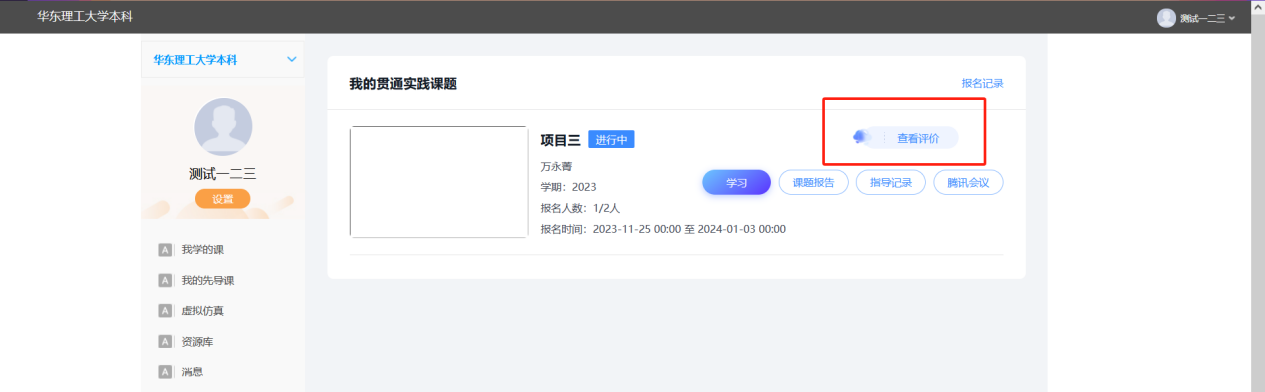 华东理工大学本科
测试一二三
华东理工大学本科
测试一二三
设置
A 我学的课
A 我的先导课
A 虚拟仿真
A 资源库
A 消息
我的贯通实践课题
报名记录
项目三 进行中
查看评价
万永菁
学期：2023
学习 课题报告 指导记录 腾讯会议
报名人数：1/2人
报名时间：2023-11-25 00:00 至 2024-01-03 00:00